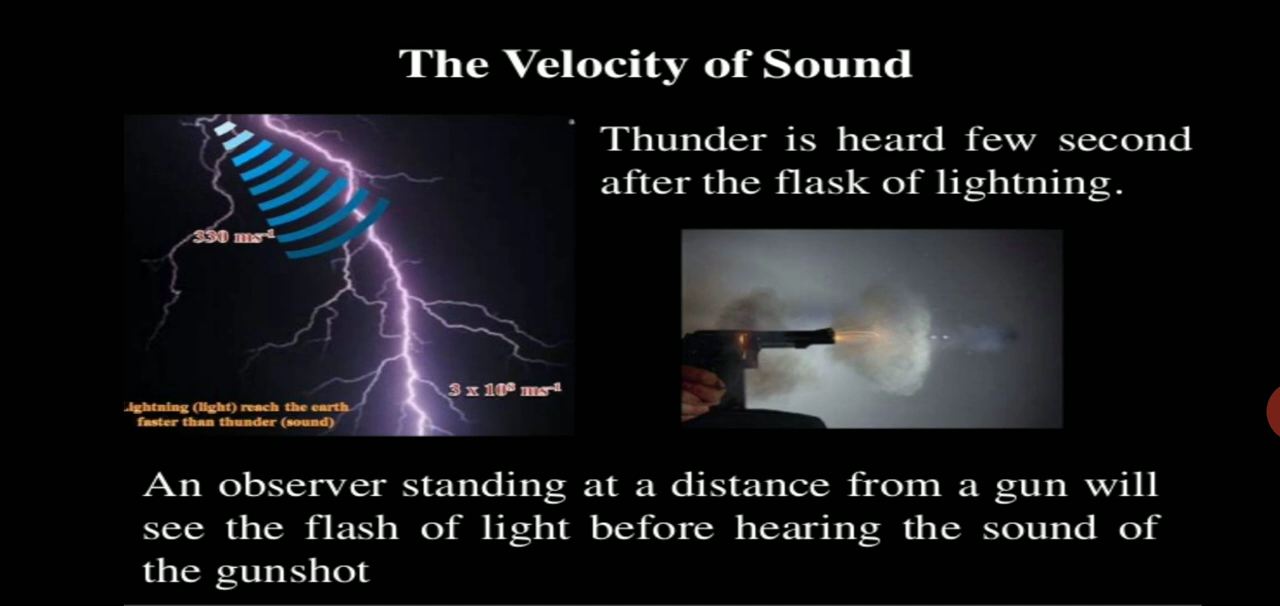 The Velocity of Sound
Thunder is heard few second
after the flask of lightning.
330 ms⁻¹
3 x 10⁸ ms⁻¹
ightning (light) reach the earth
faster than thunder (sound)
An observer standing at a distance from a gun will
see the flash of light before hearing the sound of
the gunshot